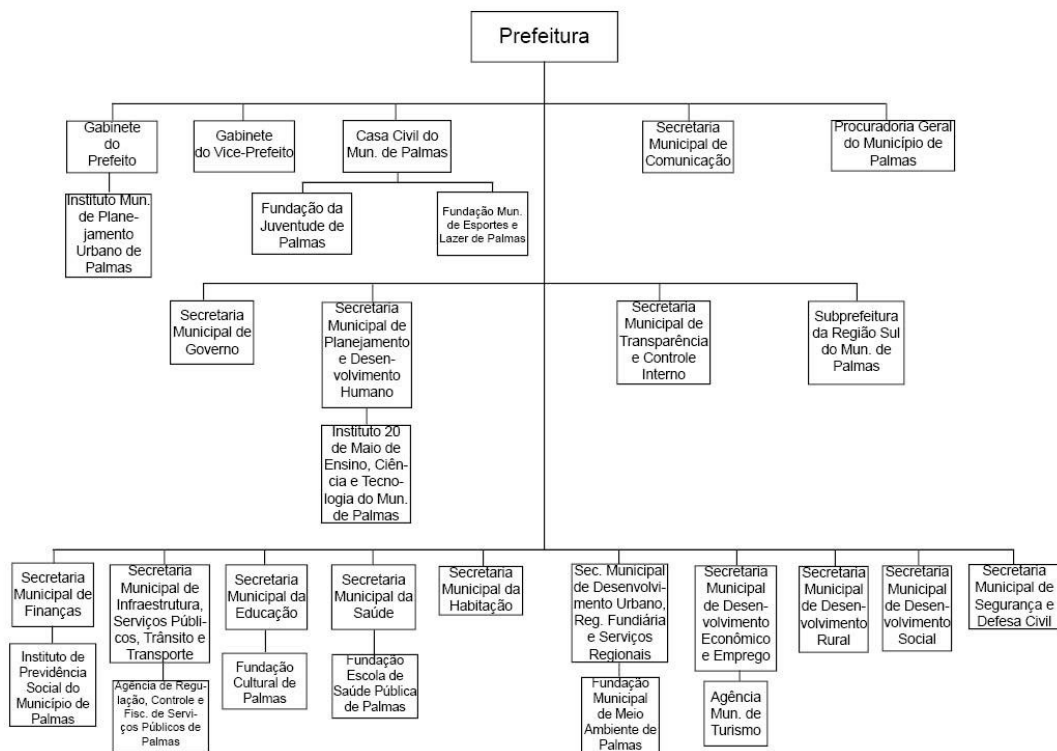 Prefeitura
Gabinete
do
Prefeito
Gabinete
do Vice-Prefeito
Casa Civil do
Mun. de Palmas
Secretaria
Municipal de
Comunicação
Procuradoria Geral
do Município de
Palmas
Instituto Mun.
de Plane-
jamento
Urbano de
Palmas
Fundação da
Juventude de
Palmas
Fundação Mun.
de Esportes e
Lazer de Palmas
Secretaria
Municipal de
Governo
Secretaria
Municipal de
Planejamento
e Desen-
volvimento
Humano
Secretaria
Municipal de
Transparência
e Controle
Interno
Subprefeitura
da Região Sul
do Mun. de
Palmas
Instituto 20
de Maio de
Ensino, Ciên-
cia e Tecno-
logia do Mun.
de Palmas
Secretaria
Municipal de
Finanças
Secretaria
Municipal de
Infraestrutura,
Serviços Públi-
cos, Trânsito e
Transporte
Secretaria
Municipal da
Educação
Secretaria
Municipal da
Saúde
Secretaria
Municipal da
Habitação
Sec. Municipal
de Desenvolvi-
mento Urbano,
Reg. Fundiária
e Serviços
Regionais
Secretaria
Municipal
de Desen-
volvimento
Econômico
e Emprego
Secretaria
Municipal
de Desen-
volvimento
Rural
Secretaria
Municipal
de Desen-
volvimento
Social
Secretaria
Municipal de
Segurança e
Defesa Civil
Instituto de
Previdência
Social do
Município de
Palmas
Agência de Regu-
lação, Controle e
Fisc. de Servi-
ços Públicos de
Palmas
Fundação
Cultural de
Palmas
Fundação
Escola de
Saúde Pública
de Palmas
Fundação
Municipal
de Meio
Ambiente de
Palmas
Agência
Mun. de
Turismo